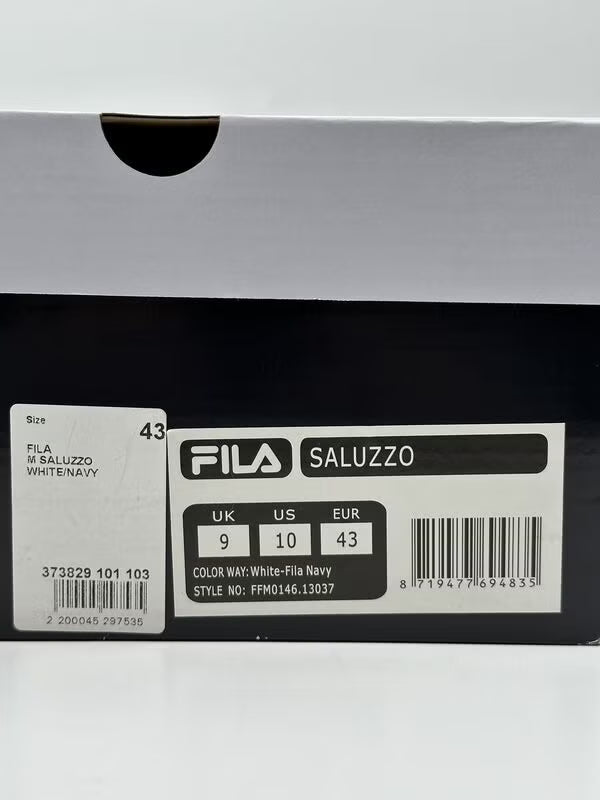 Size
43
FILA
M SALUZZO
WHITE/NAVY
373829 101 103
2 200045 297535
FILA
SALUZZO
UK US EUR
9 10 43
COLOR WAY: White-Fila Navy
STYLE NO: FFM0146.13037
8 719477 694835